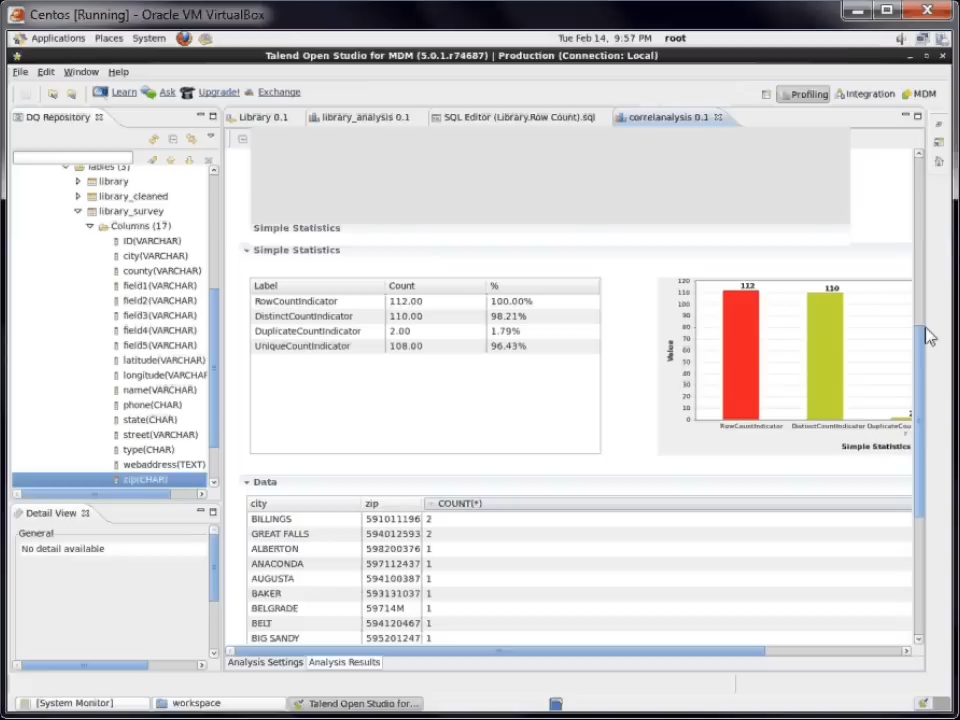 Centos [Running] - Oracle VM VirtualBox
Applications Places System Tue Feb 14, 9:57 PM root
Talend Open Studio for MDM (5.0.1.r74687) | Production (Connection: Local)
File Edit Window Help
Learn Ask Upgrade! Exchange Profiling Integration MDM
DQ Repository Library 0.1 library_analysis 0.1 SQL Editor (Library.Row Count).sql correlanalysis 0.1
Tables (3)
library
library_cleaned
library_survey
Columns (17)
ID(VARCHAR)
city(VARCHAR)
county(VARCHAR)
field1(VARCHAR)
field2(VARCHAR)
field3(VARCHAR)
field4(VARCHAR)
field5(VARCHAR)
latitude(VARCHAR)
longitude(VARCHAR
name(VARCHAR)
phone(CHAR)
state(CHAR)
street(VARCHAR)
type(CHAR)
webaddress(TEXT)
zip(CHAR)
Detail View
General
No detail available
Simple Statistics
Simple Statistics
Label Count %
RowCountIndicator 112.00 100.00%
DistinctCountIndicator 110.00 98.21%
DuplicateCountIndicator 2.00 1.79%
UniqueCountIndicator 108.00 96.43%
120
110
100
90
80
70
60
50
40
30
20
10
0
Value
112
110
2
RowCountIndicator DistinctCountIndicator DuplicateCou
r
Simple Statistics
Data
city zip COUNT(*)
BILLINGS 591011196 2
GREAT FALLS 594012593 2
ALBERTON 598200376 1
ANACONDA 597112437 1
AUGUSTA 594100387 1
BAKER 593131037 1
BELGRADE 59714M 1
BELT 594120467 1
BIG SANDY 595201247 1
Analysis Settings Analysis Results
[System Monitor] workspace Talend Open Studio for...